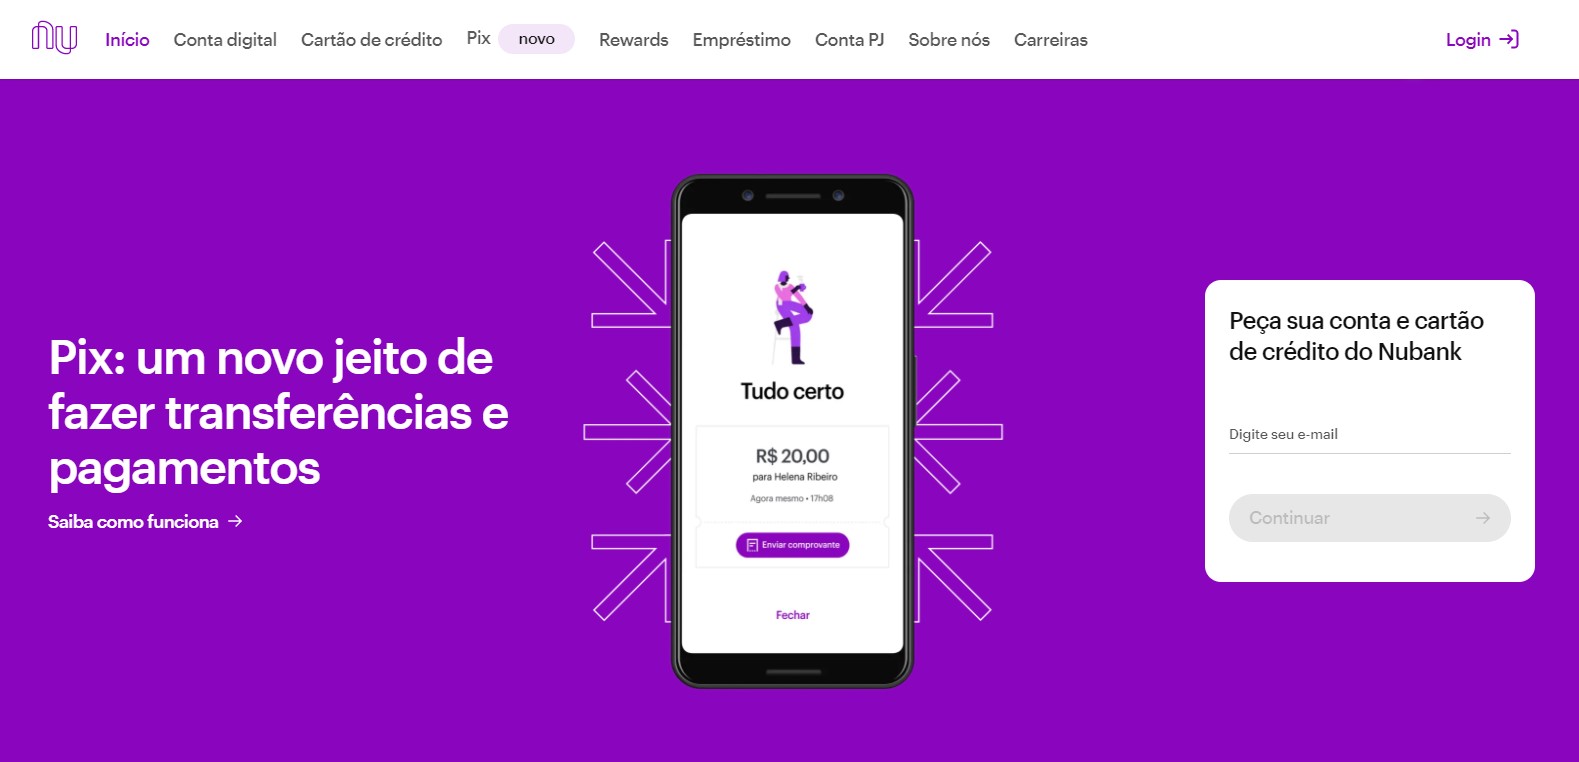 nu
Início
Conta digital
Cartão de crédito
Pix
novo
Rewards
Empréstimo
Conta PJ
Sobre nós
Carreiras
Login
Pix: um novo jeito de
fazer transferências e
pagamentos
Saiba como funciona
Tudo certo
R$ 20,00
para Helena Ribeiro
Agora mesmo • 17h08
Enviar comprovante
Fechar
Peça sua conta e cartão
de crédito do Nubank
Digite seu e-mail
Continuar